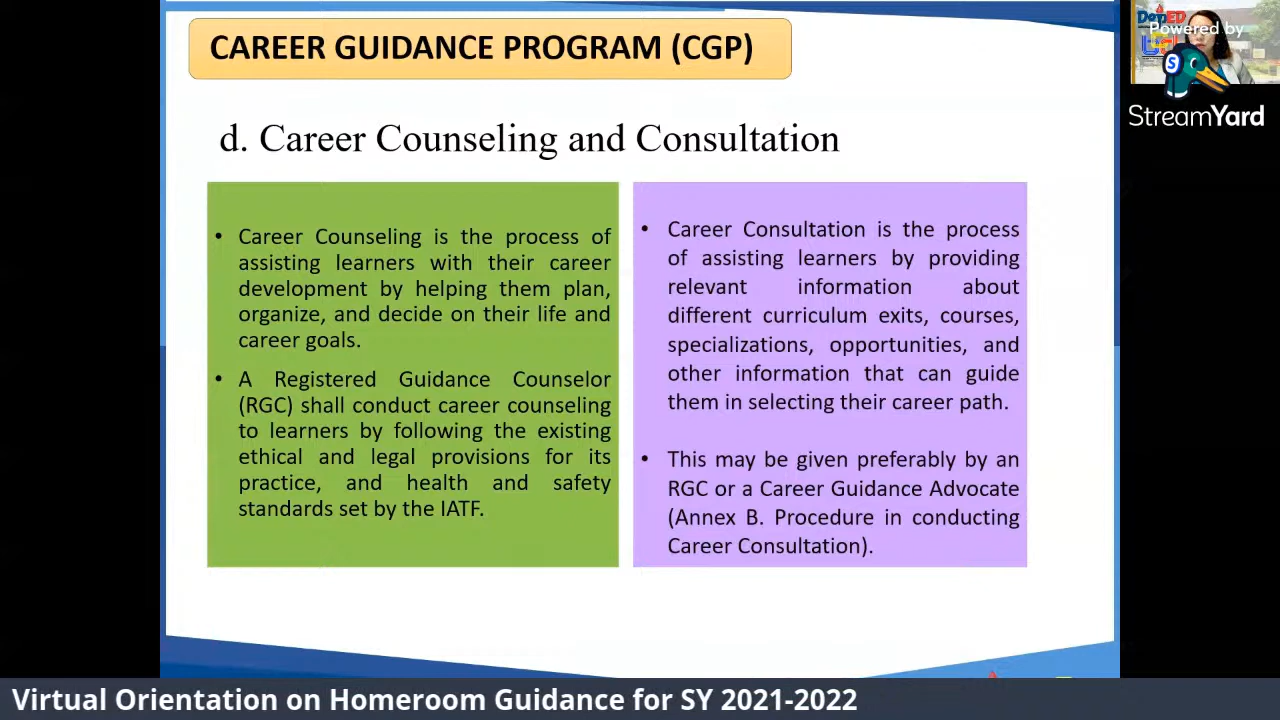 CAREER GUIDANCE PROGRAM (CGP)
DepED
Powered by
S
StreamYard
d. Career Counseling and Consultation
• Career Counseling is the process of
assisting learners with their career
development by helping them plan,
organize, and decide on their life and
career goals.
• A Registered Guidance Counselor
(RGC) shall conduct career counseling
to learners by following the existing
ethical and legal provisions for its
practice, and health and safety
standards set by the IATF.
• Career Consultation is the process
of assisting learners by providing
relevant information about
different curriculum exits, courses,
specializations, opportunities, and
other information that can guide
them in selecting their career path.
• This may be given preferably by an
RGC or a Career Guidance Advocate
(Annex B. Procedure in conducting
Career Consultation).
Virtual Orientation on Homeroom Guidance for SY 2021-2022